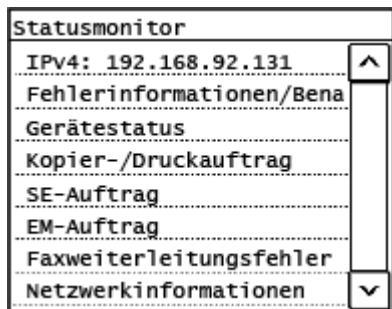 Statusmonitor
IPv4: 192.168.92.131
Fehlerinformationen/Bena
Gerätestatus
Kopier-/Druckauftrag
SE-Auftrag
EM-Auftrag
Faxweiterleitungsfehler
Netzwerkinformationen